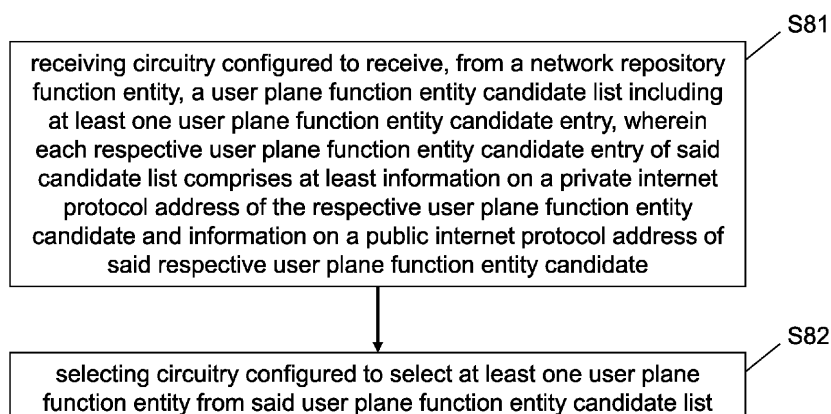 S81
receiving circuitry configured to receive, from a network repository
function entity, a user plane function entity candidate list including
at least one user plane function entity candidate entry, wherein
each respective user plane function entity candidate entry of said
candidate list comprises at least information on a private internet
protocol address of the respective user plane function entity
candidate and information on a public internet protocol address of
said respective user plane function entity candidate
S82
selecting circuitry configured to select at least one user plane
function entity from said user plane function entity candidate list